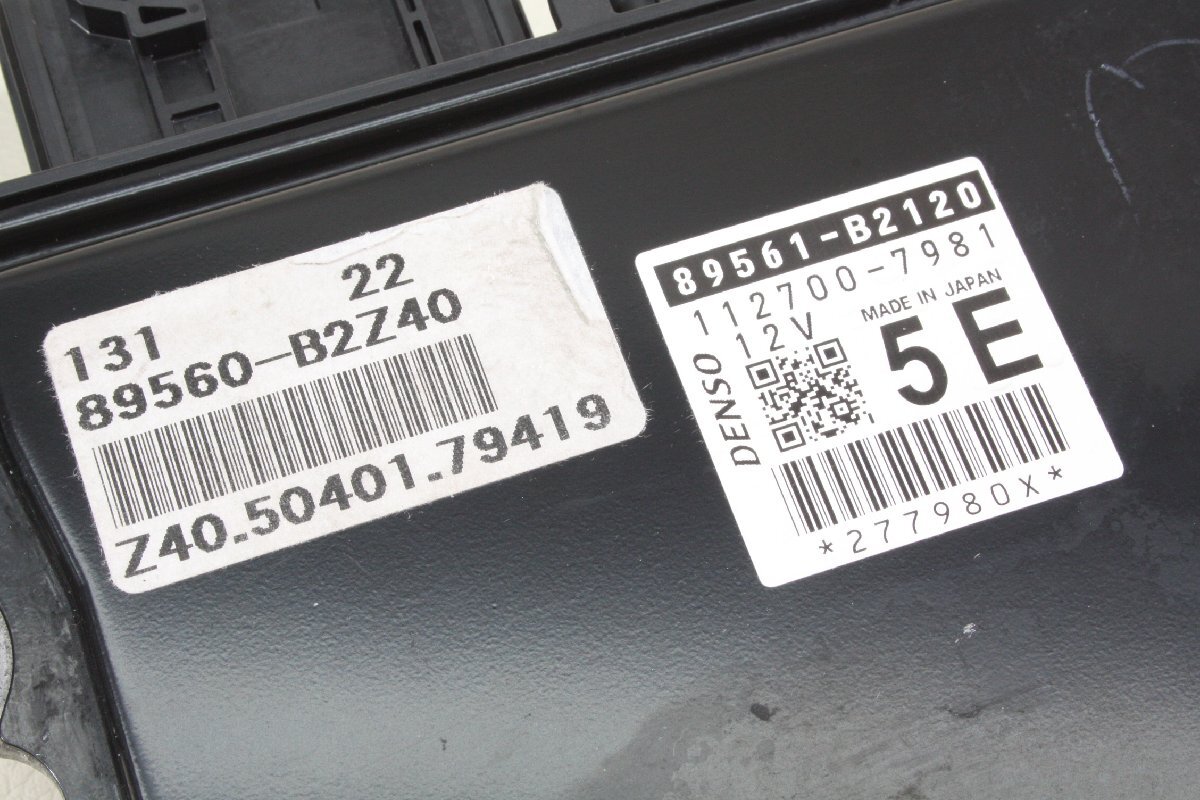 22
131
89560-B2Z40
Z40.50401.79419
89561-B2120
112700-7981
12V
MADE IN JAPAN
DENSO
5E
*277980X*